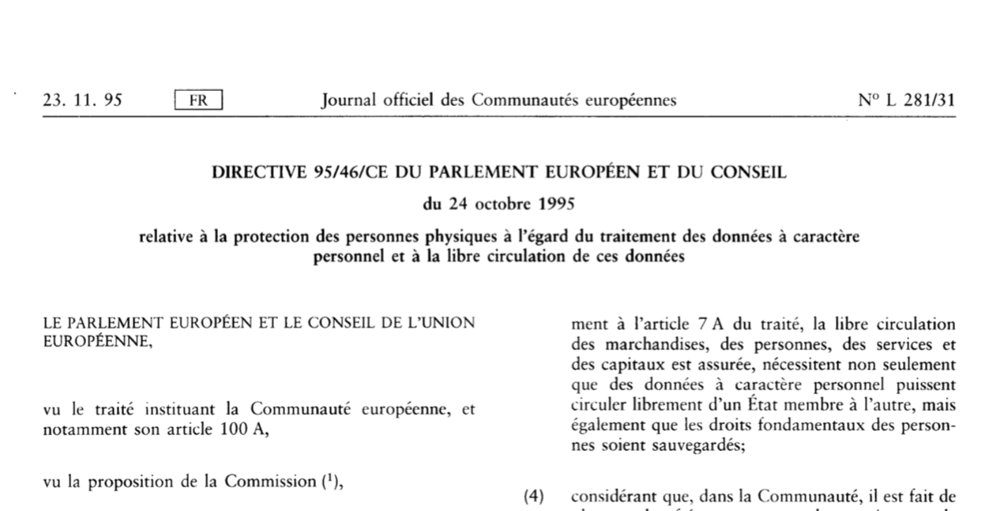 23. 11. 95 FR Journal officiel des Communautés européennes Nº L 281/31
DIRECTIVE 95/46/CE DU PARLEMENT EUROPÉEN ET DU CONSEIL
du 24 octobre 1995
relative à la protection des personnes physiques à l'égard du traitement des données à caractère
personnel et à la libre circulation de ces données
LE PARLEMENT EUROPÉEN ET LE CONSEIL DE L'UNION
EUROPÉENNE,
vu le traité instituant la Communauté européenne, et
notamment son article 100 A,
vu la proposition de la Commission (¹),
ment à l'article 7 A du traité, la libre circulation
des marchandises, des personnes, des services et
des capitaux est assurée, nécessitent non seulement
que des données à caractère personnel puissent
circuler librement d'un État membre à l'autre, mais
également que les droits fondamentaux des person-
nes soient sauvegardés;
(4) considérant que, dans la Communauté, il est fait de